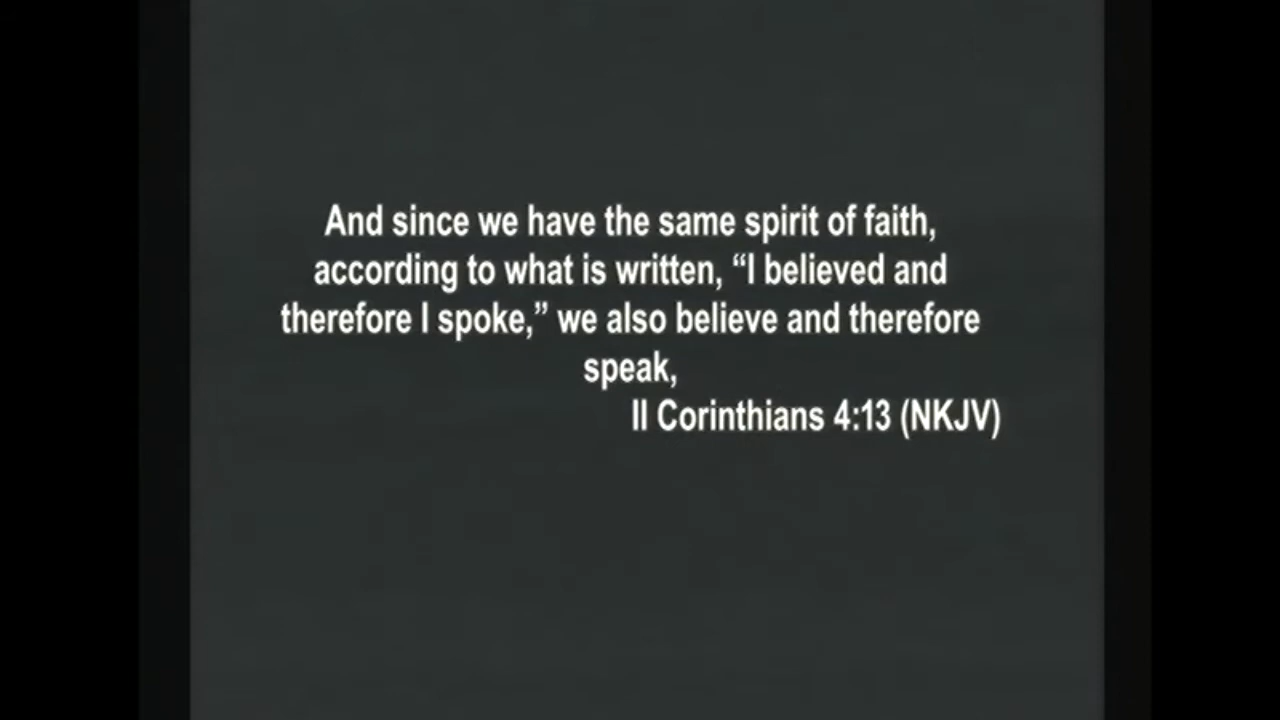 And since we have the same spirit of faith,
according to what is written, “I believed and
therefore I spoke,” we also believe and therefore
speak,
II Corinthians 4:13 (NKJV)